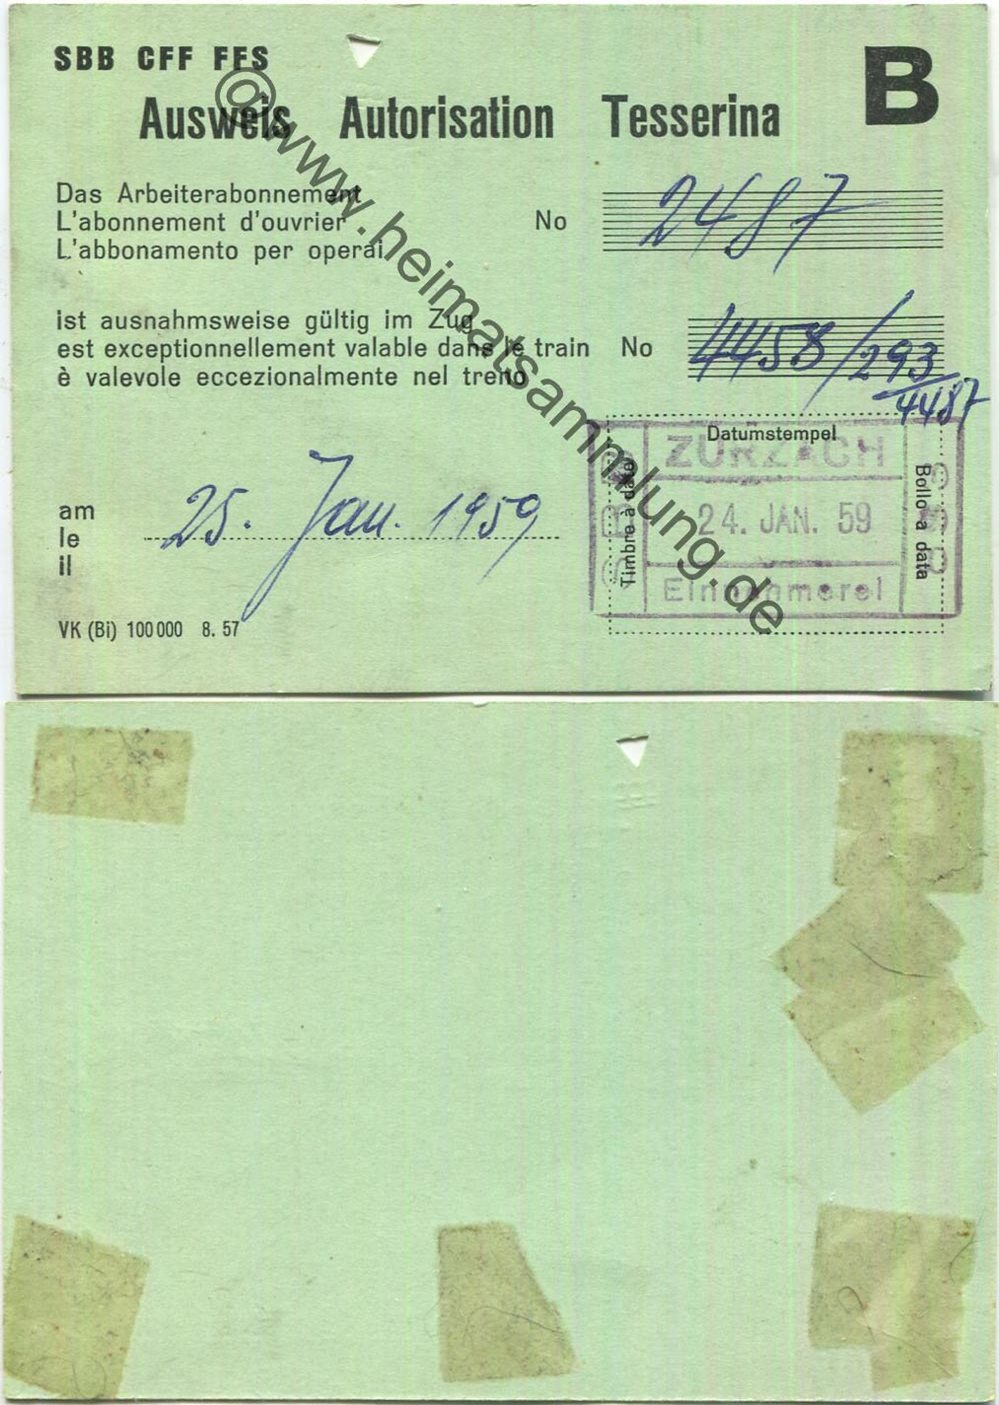 SBB CFF FFS
B
Ausweis Autorisation Tesserina
Das Arbeiterabonnement
L'abonnement d'ouvrier No 2487
L'abbonamento per operai
ist ausnahmsweise gültig im Zug
est exceptionnellement valable dans le train No 4458/293/4487
è valevole eccezionalmente nel treno
Datumstempel
Timbre à date
Bollo a data
ZURZACH
24. JAN. 59
Einnehmerei
SBB
am
le 25. Jan. 1959
il
VK (Bi) 100 000 8. 57
© www.heimatsammlung.de